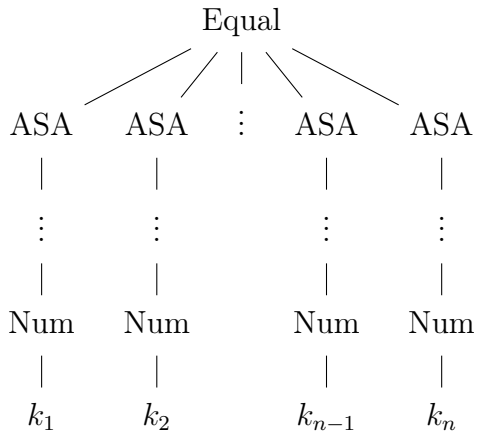 Equal
ASA ASA ⋮ ASA ASA
⋮ ⋮ ⋮ ⋮
Num Num Num Num
k₁ k₂ kₙ₋₁ kₙ